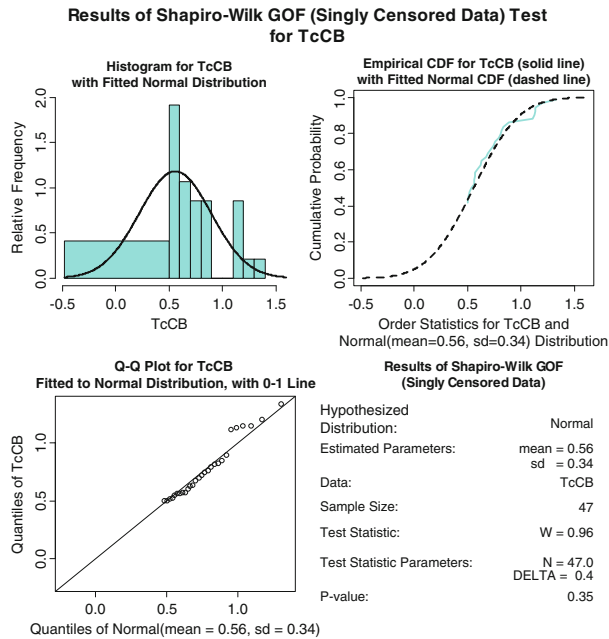 Results of Shapiro-Wilk GOF (Singly Censored Data) Test
for TcCB
Histogram for TcCB
with Fitted Normal Distribution
Relative Frequency
2.0
1.5
1.0
0.5
0.0
-0.5 0.0 0.5 1.0 1.5
TcCB
Empirical CDF for TcCB (solid line)
with Fitted Normal CDF (dashed line)
Cumulative Probability
1.0
0.8
0.6
0.4
0.2
0.0
-0.5 0.0 0.5 1.0 1.5
Order Statistics for TcCB and
Normal(mean=0.56, sd=0.34) Distribution
Q-Q Plot for TcCB
Fitted to Normal Distribution, with 0-1 Line
Quantiles of TcCB
1.0
0.5
0.0
0.0 0.5 1.0
Quantiles of Normal(mean = 0.56, sd = 0.34)
Results of Shapiro-Wilk GOF
(Singly Censored Data)
Hypothesized
Distribution: Normal
Estimated Parameters: mean = 0.56
sd = 0.34
Data: TcCB
Sample Size: 47
Test Statistic: W = 0.96
Test Statistic Parameters: N = 47.0
DELTA = 0.4
P-value: 0.35